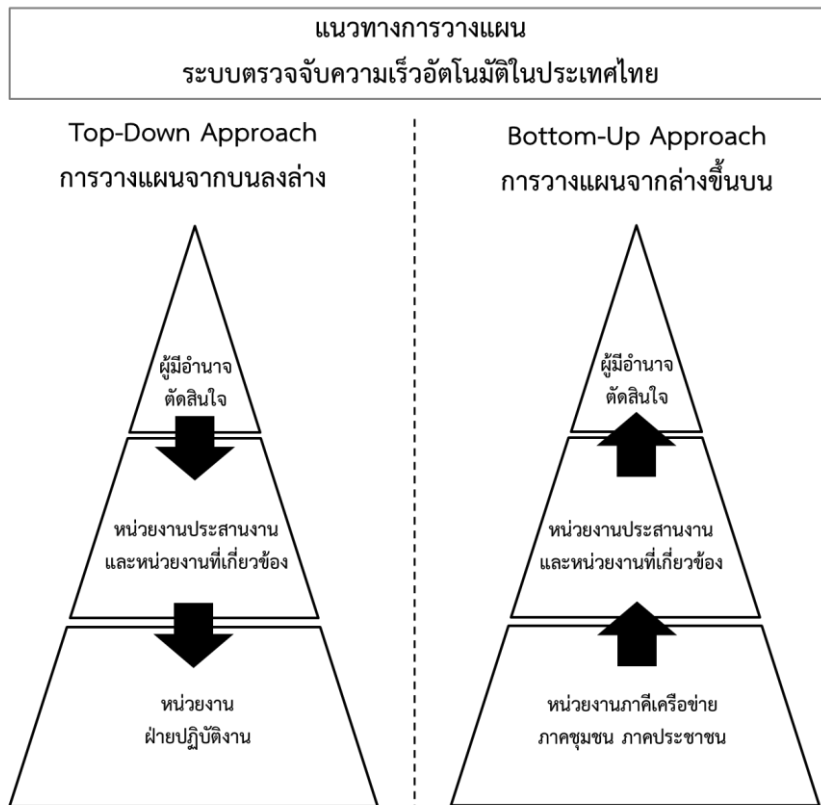 แนวทางการวางแผน
ระบบตรวจจับความเร็วอัตโนมัติในประเทศไทย
Top-Down Approach
การวางแผนจากบนลงล่าง
ผู้มีอำนาจ
ตัดสินใจ
หน่วยงานประสานงาน
และหน่วยงานที่เกี่ยวข้อง
หน่วยงาน
ฝ่ายปฏิบัติงาน
Bottom-Up Approach
การวางแผนจากล่างขึ้นบน
ผู้มีอำนาจ
ตัดสินใจ
หน่วยงานประสานงาน
และหน่วยงานที่เกี่ยวข้อง
หน่วยงานภาคีเครือข่าย
ภาคชุมชน ภาคประชาชน